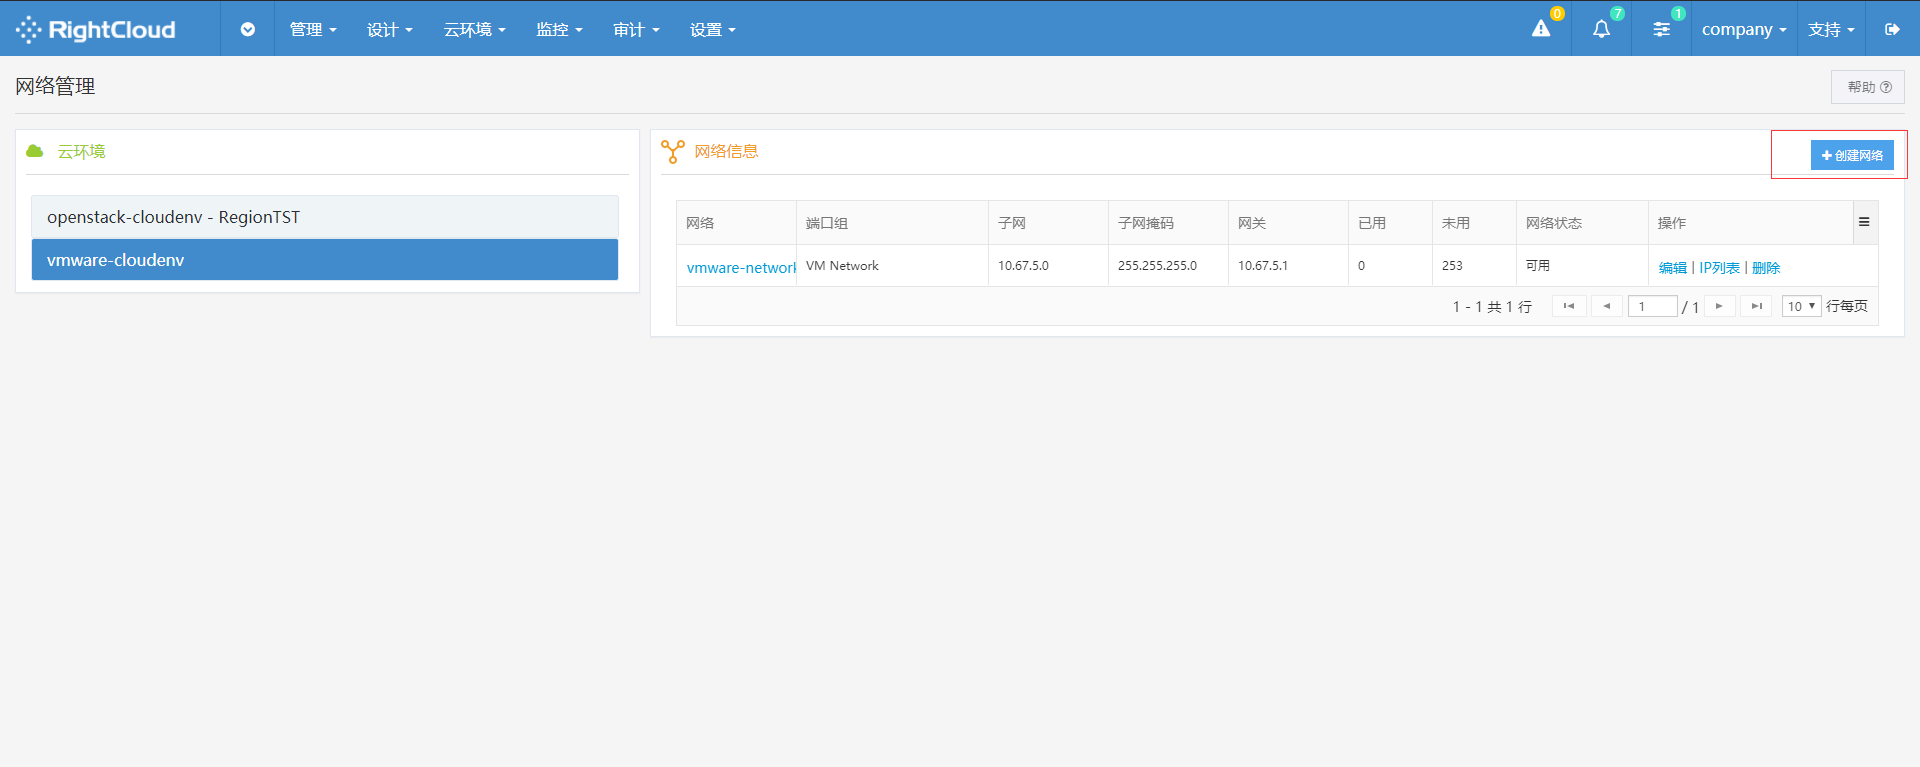 RightCloud 管理 设计 云环境 监控 审计 设置 0 7 1 company 支持
网络管理 帮助
云环境
openstack-cloudenv - RegionTST
vmware-cloudenv
网络信息 创建网络
网络 端口组 子网 子网掩码 网关 已用 未用 网络状态 操作
vmware-network VM Network 10.67.5.0 255.255.255.0 10.67.5.1 0 253 可用 编辑 | IP列表 | 删除
1 - 1 共 1 行 1 / 1 10 行每页